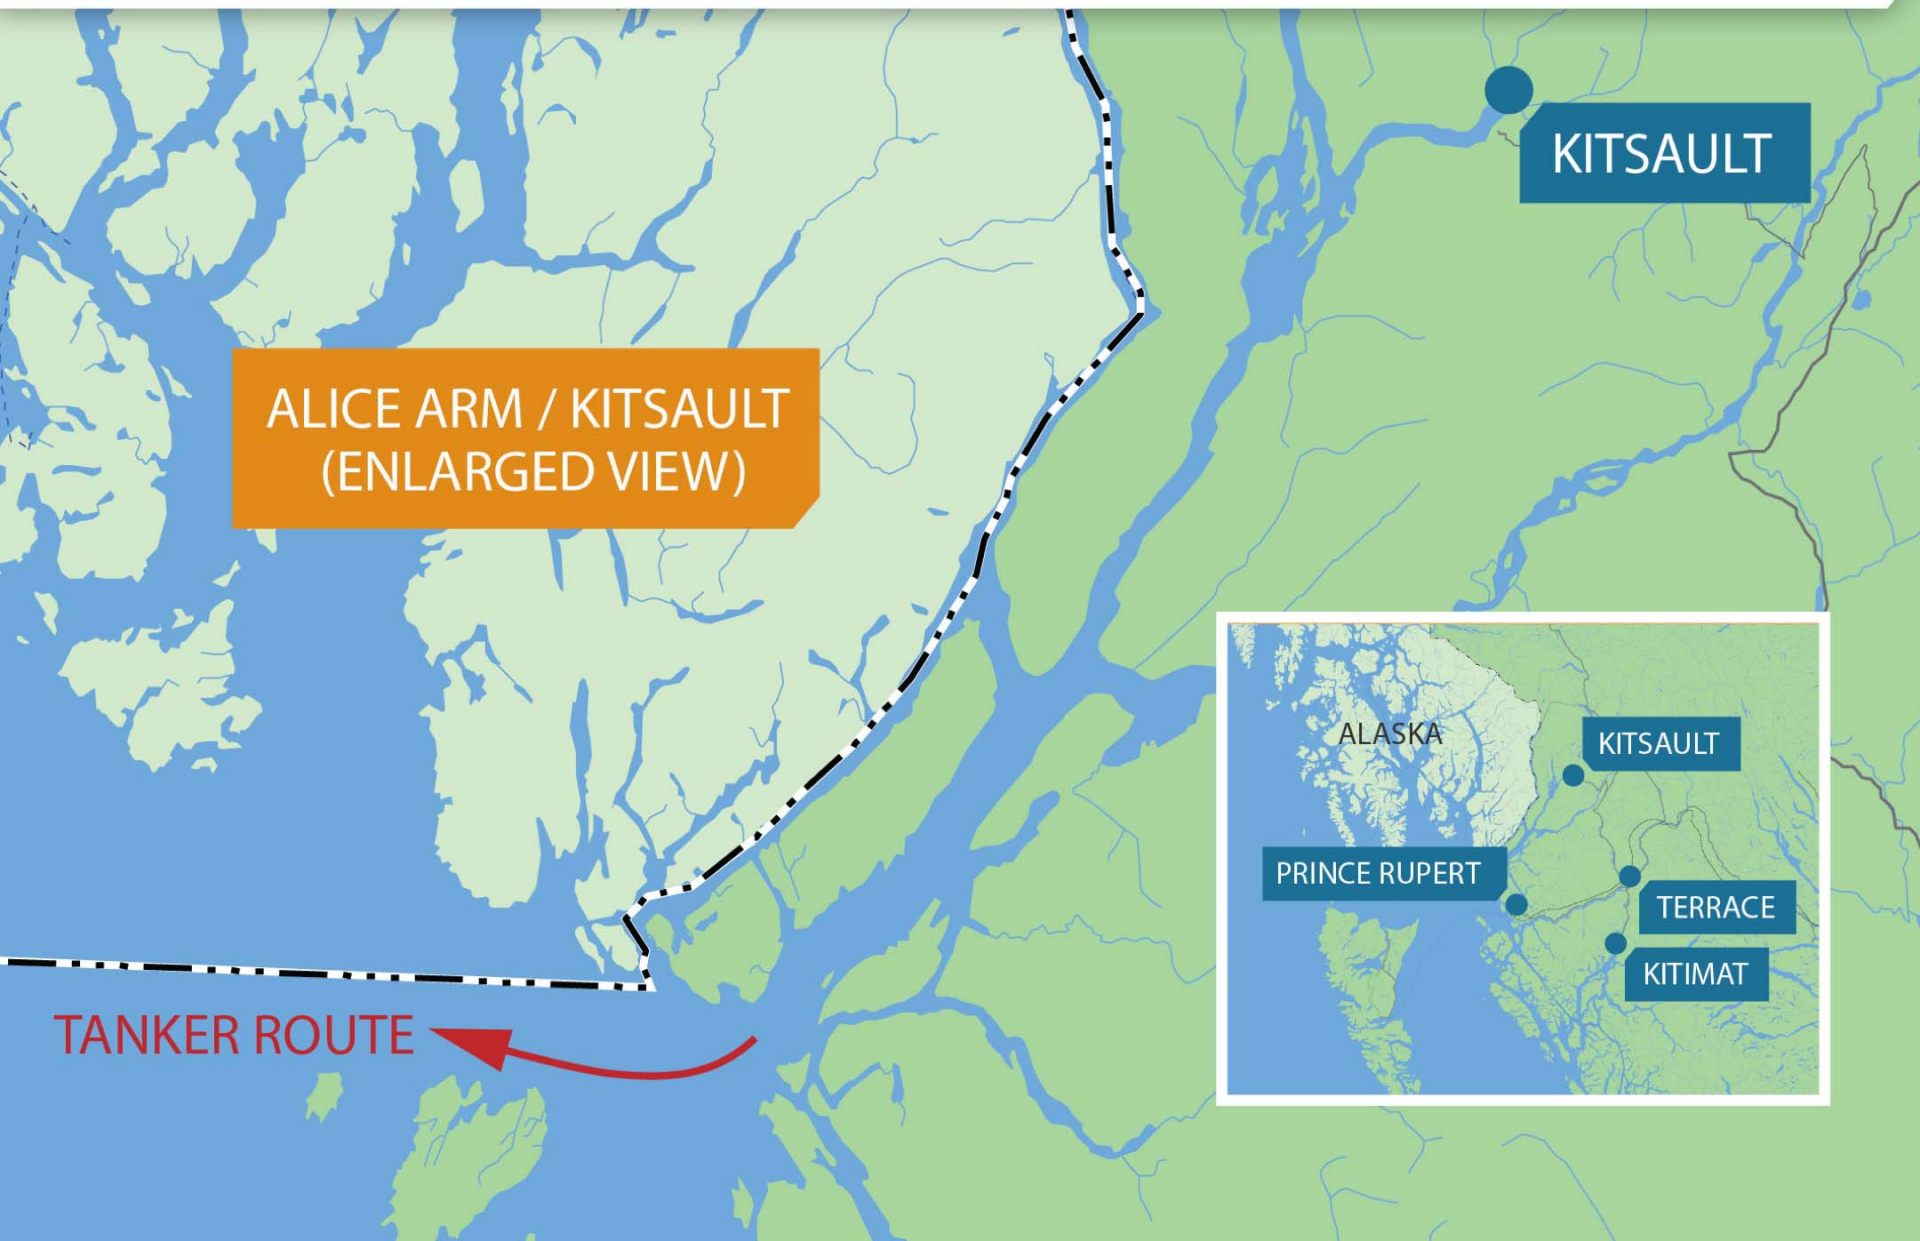 KITSAULT
ALICE ARM / KITSAULT
(ENLARGED VIEW)
TANKER ROUTE
ALASKA
KITSAULT
PRINCE RUPERT
TERRACE
KITIMAT